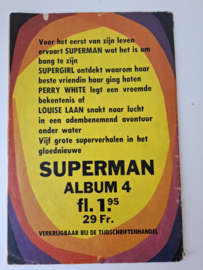 Voor het eerst van zijn leven
ervaart SUPERMAN wat het is om
bang te zijn
SUPERGIRL ontdekt waarom haar
beste vriendin haar ging haten
PERRY WHITE legt een vreemde
bekentenis af
LOUISE LAAN snakt naar lucht
in een adembenemend avontuur
onder water
Vijf grote superverhalen in het
gloednieuwe
SUPERMAN
ALBUM 4
fl. 1.95
29 Fr.
VERKRIJGBAAR BIJ DE TIJDSCHRIFTENHANDEL